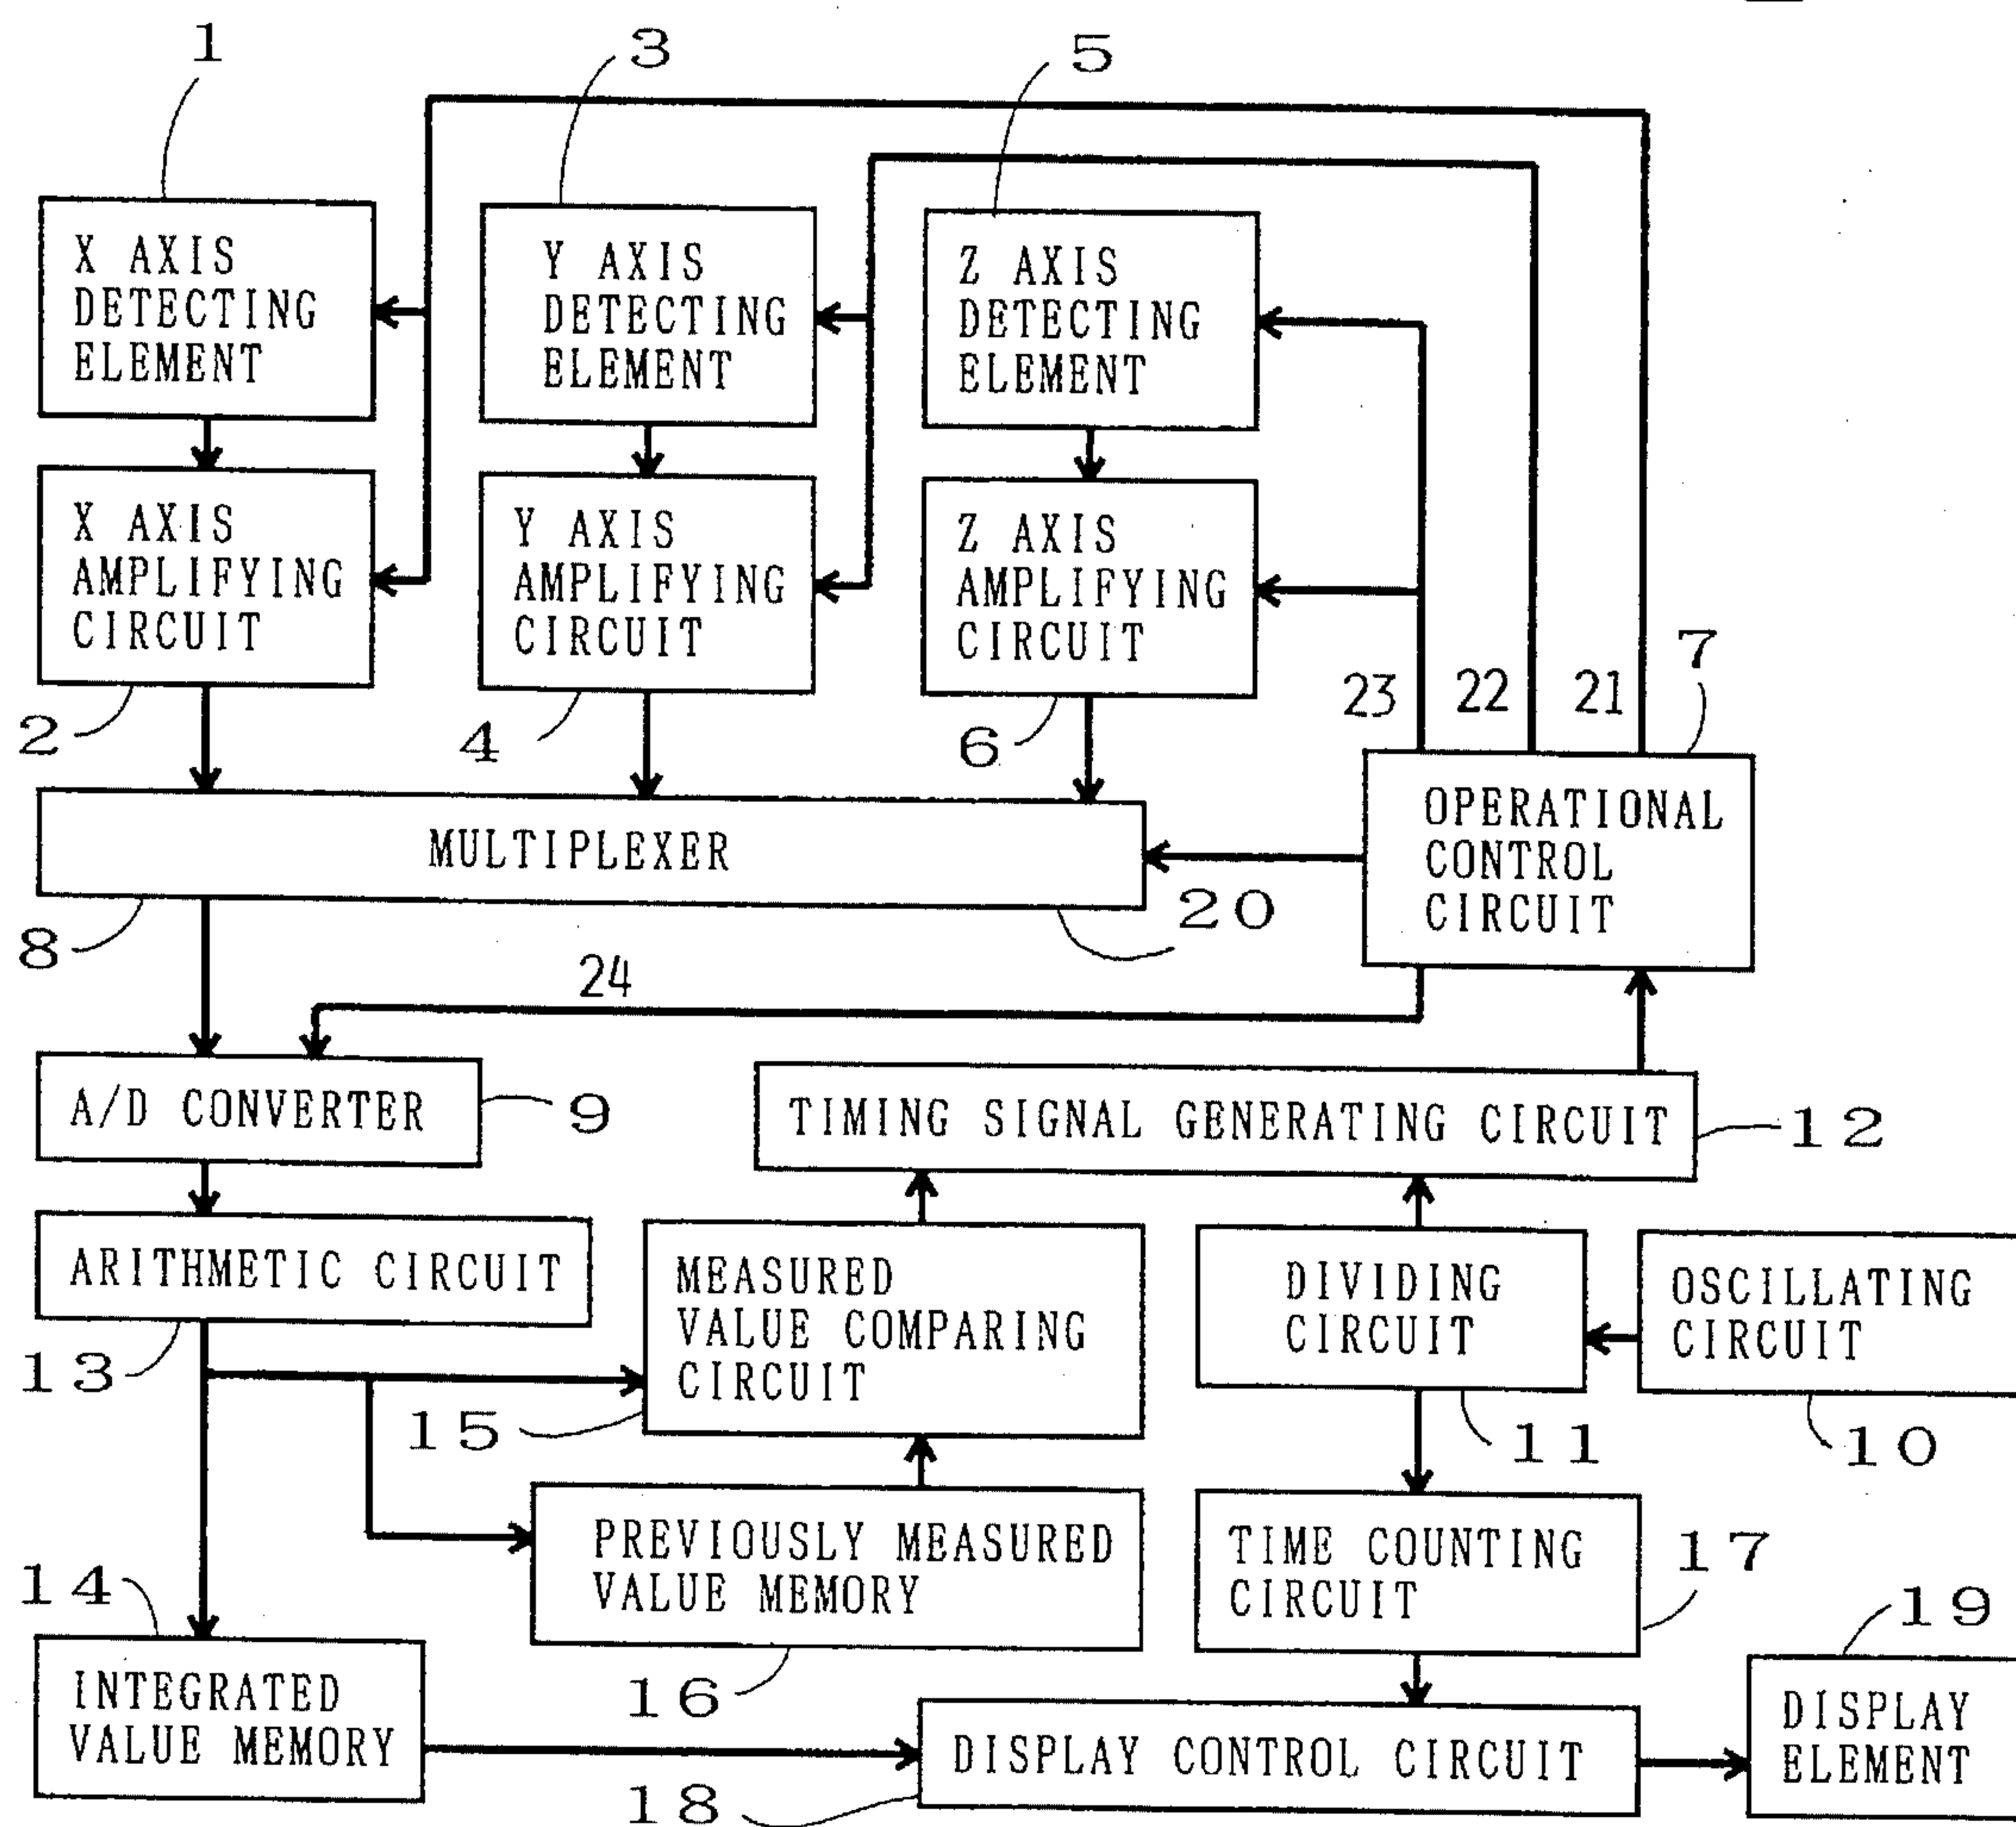 1
3
5
X AXIS
DETECTING
ELEMENT
Y AXIS
DETECTING
ELEMENT
Z AXIS
DETECTING
ELEMENT
X AXIS
AMPLIFYING
CIRCUIT
Y AXIS
AMPLIFYING
CIRCUIT
Z AXIS
AMPLIFYING
CIRCUIT
2
4
6
23
22
21
7
MULTIPLEXER
OPERATIONAL
CONTROL
CIRCUIT
8
20
24
A/D CONVERTER
9
TIMING SIGNAL GENERATING CIRCUIT
12
ARITHMETIC CIRCUIT
13
MEASURED
VALUE COMPARING
CIRCUIT
15
DIVIDING
CIRCUIT
11
OSCILLATING
CIRCUIT
10
PREVIOUSLY MEASURED
VALUE MEMORY
16
TIME COUNTING
CIRCUIT
17
14
INTEGRATED
VALUE MEMORY
18
DISPLAY CONTROL CIRCUIT
19
DISPLAY
ELEMENT